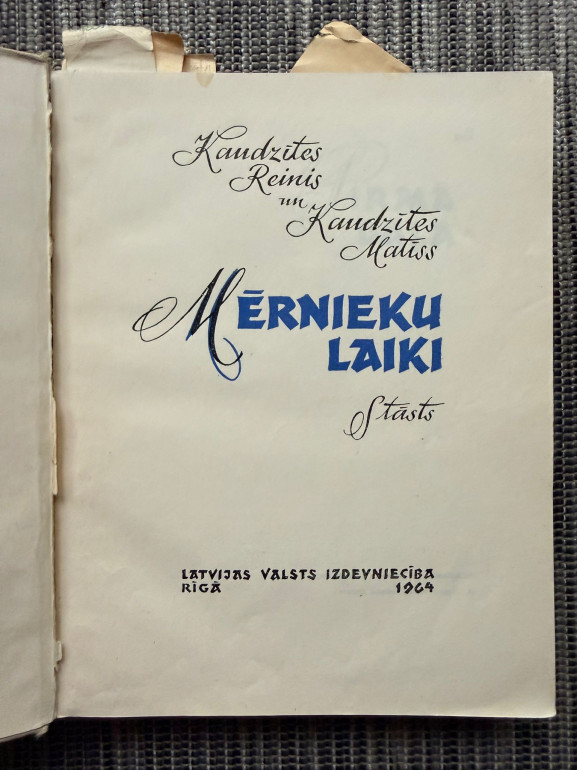 Kaudzītes
Reinis
un
Kaudzītes
Matīss
MĒRNIEKU
LAIKI
Stāsts
LATVIJAS VALSTS IZDEVNIECĪBA
RĪGĀ 1964